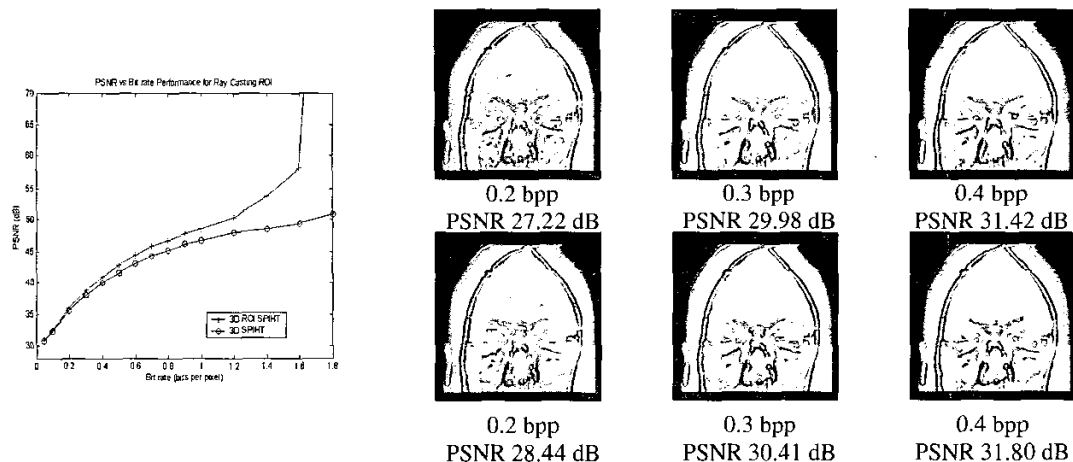 PSNR vs Bit rate Performance for Ray Casting ROI
79
65
60
55
50
45
40
35
30
PSNR (dB)
3D ROI SPIHT
3D SPIHT
0 0.2 0.4 0.6 0.8 1 1.2 1.4 1.6 1.8
Bit rate (bits per pixel)
0.2 bpp
PSNR 27.22 dB
0.3 bpp
PSNR 29.98 dB
0.4 bpp
PSNR 31.42 dB
0.2 bpp
PSNR 28.44 dB
0.3 bpp
PSNR 30.41 dB
0.4 bpp
PSNR 31.80 dB